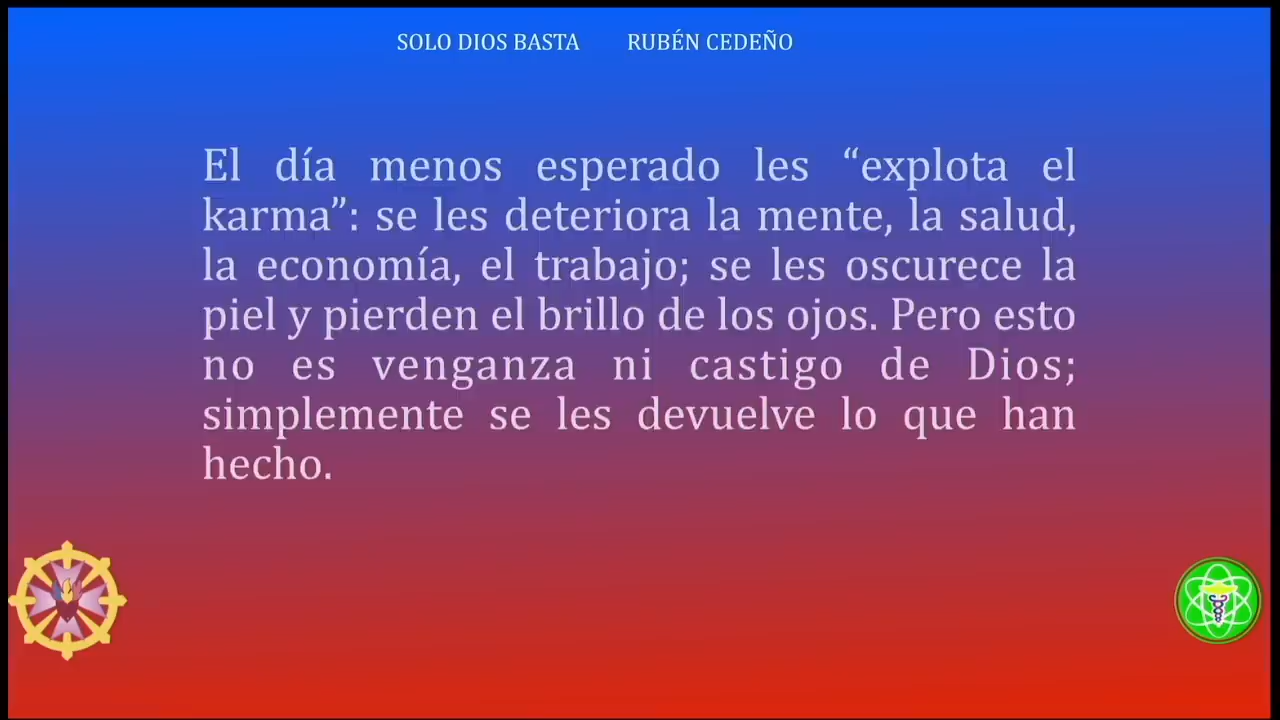 SOLO DIOS BASTA RUBÉN CEDEÑO
El día menos esperado les “explota el
karma”: se les deteriora la mente, la salud,
la economía, el trabajo; se les oscurece la
piel y pierden el brillo de los ojos. Pero esto
no es venganza ni castigo de Dios;
simplemente se les devuelve lo que han
hecho.